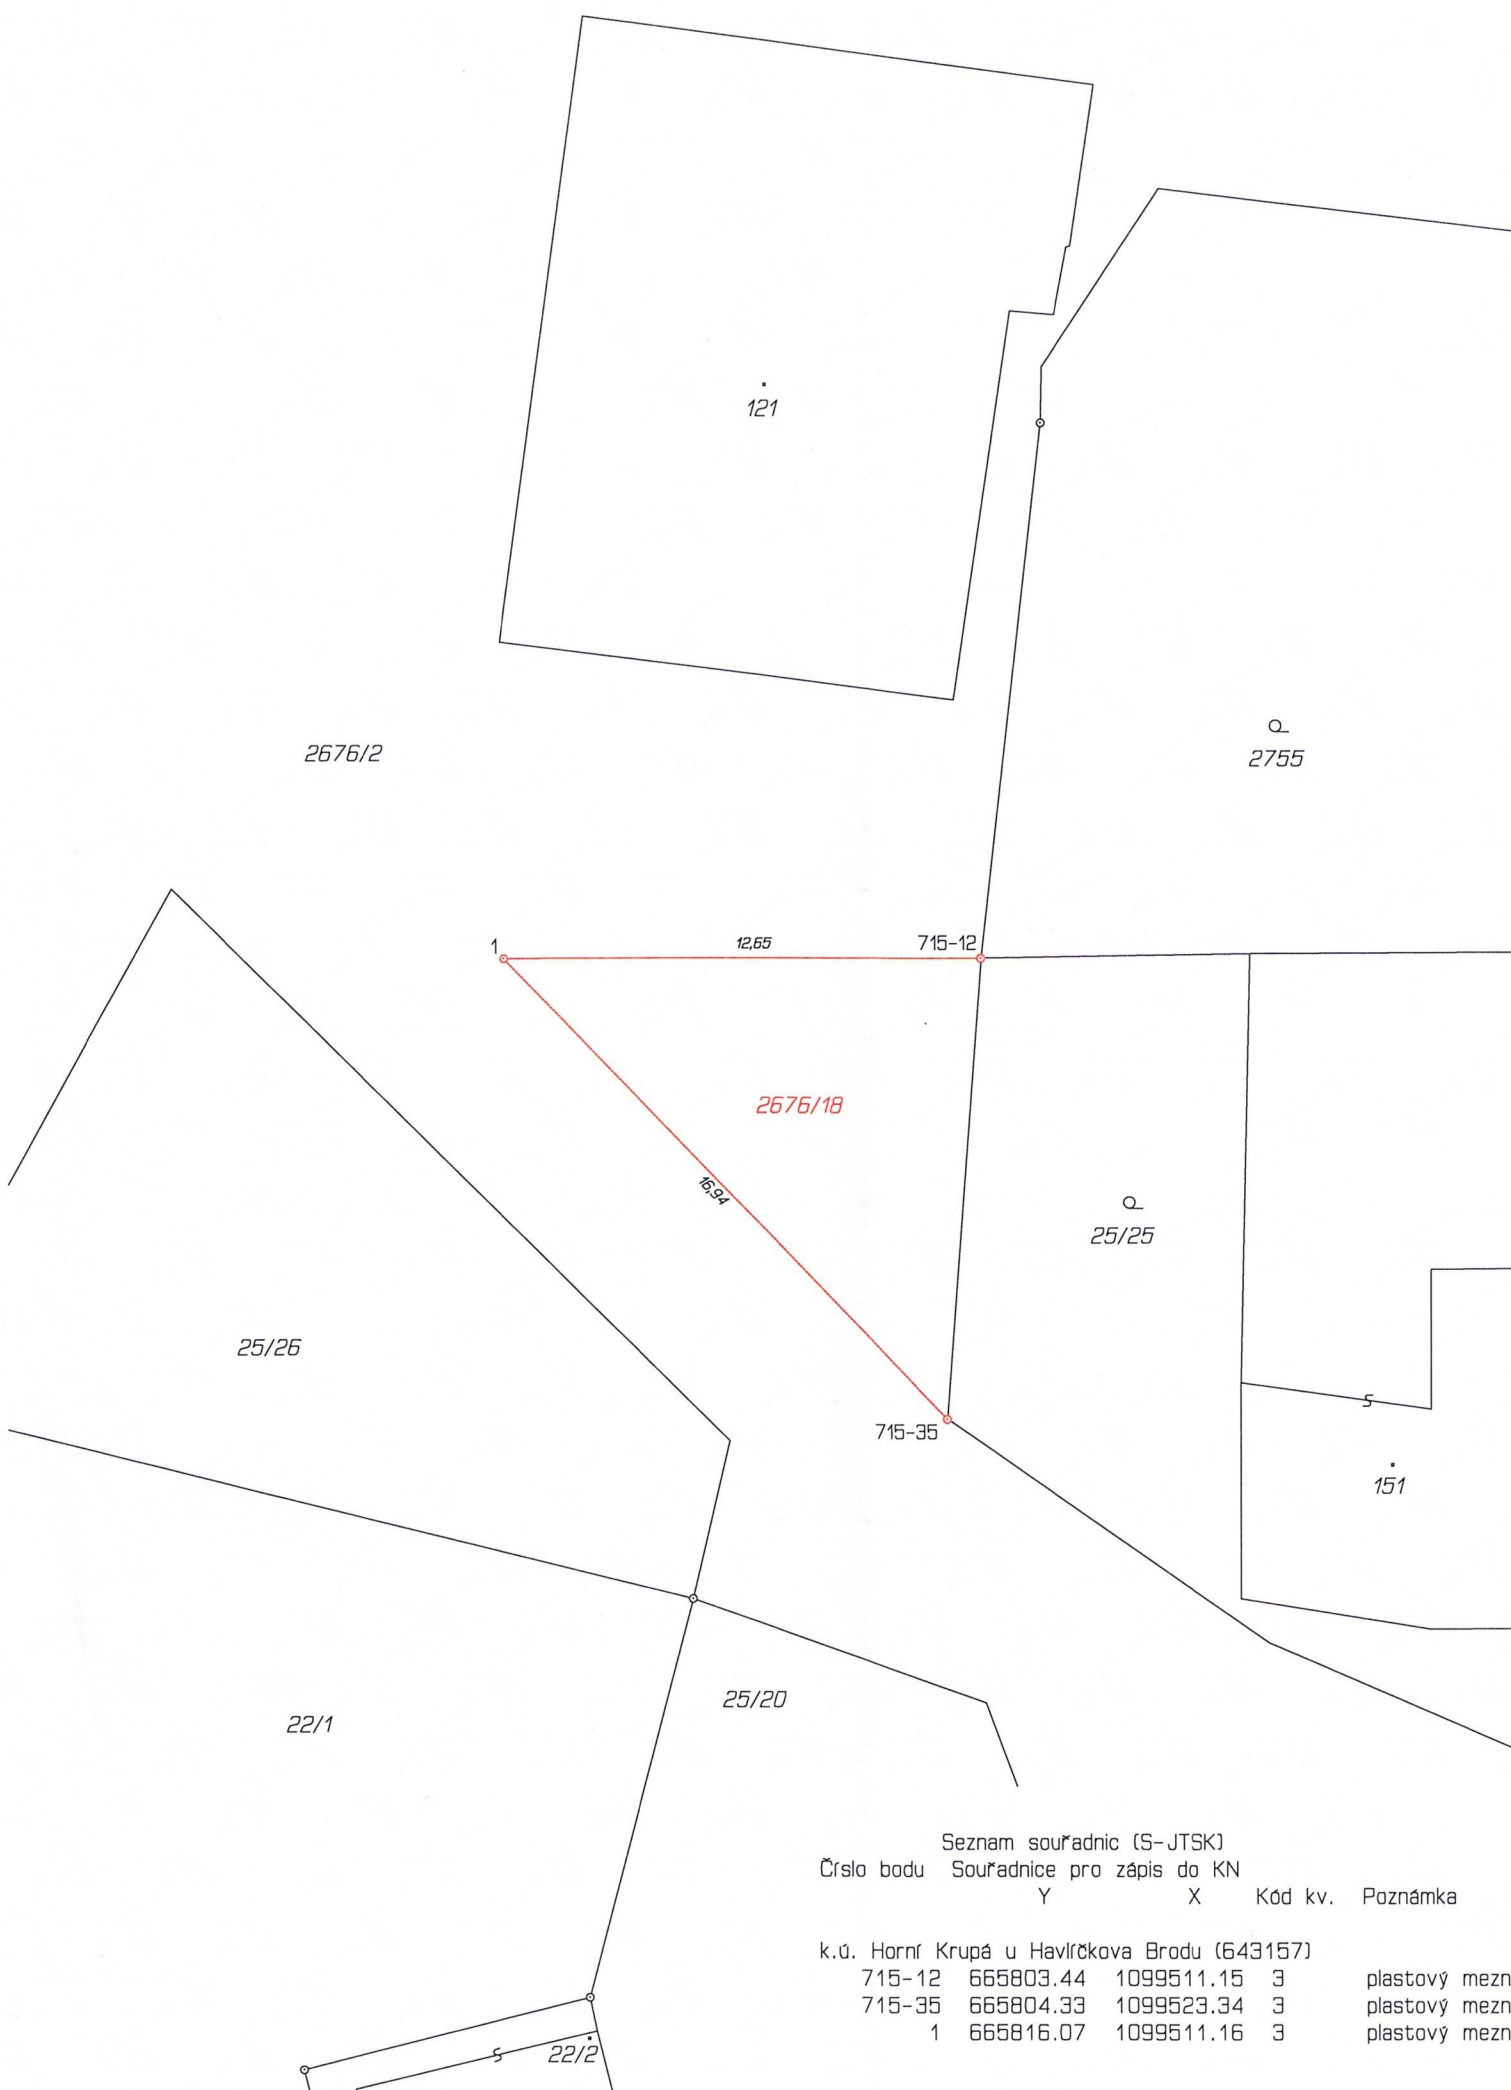 121
2676/2
2755
1
12,65
715-12
2676/18
16,94
25/25
25/26
715-35
151
25/20
22/1
Seznam souřadnic (S-JTSK)
Číslo bodu Souřadnice pro zápis do KN
Y X Kód kv. Poznámka
k.ú. Horní Krupá u Havlíčkova Brodu (643157)
715-12 665803.44 1099511.15 3 plastový mezn
715-35 665804.33 1099523.34 3 plastový mezn
1 665816.07 1099511.16 3 plastový mezn
22/2